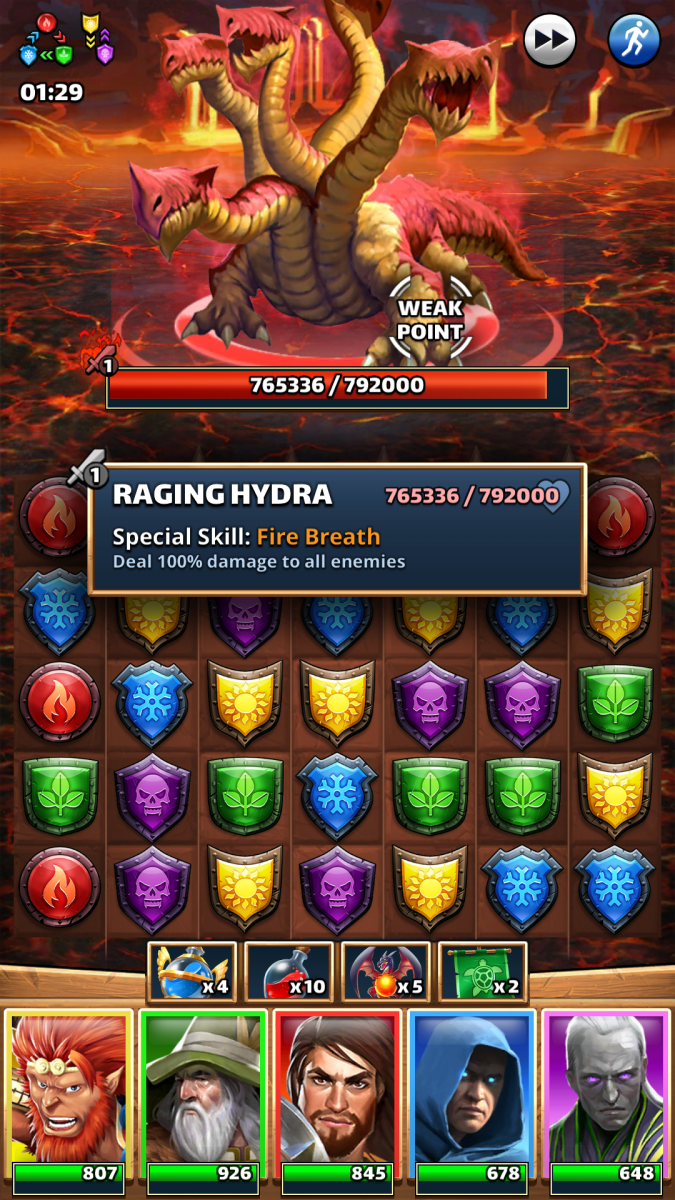 01:29
WEAK
POINT
1
765336 / 792000
1
RAGING HYDRA
765336 / 792000
Special Skill: Fire Breath
Deal 100% damage to all enemies
x4
x10
x5
x2
807
926
845
678
648